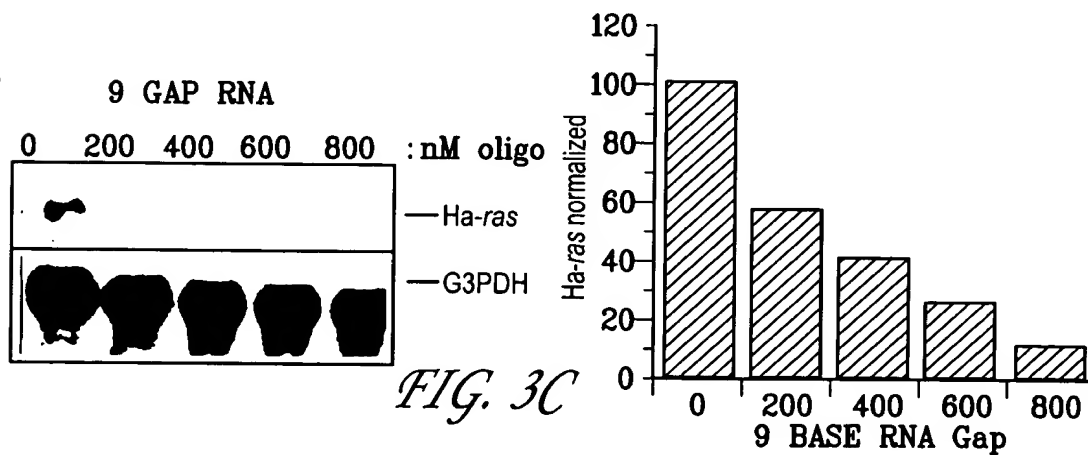 9 GAP RNA
0 200 400 600 800 :nM oligo
Ha-ras
G3PDH
FIG. 3C
Ha-ras normalized
120
100
80
60
40
20
0
0 200 400 600 800
9 BASE RNA Gap